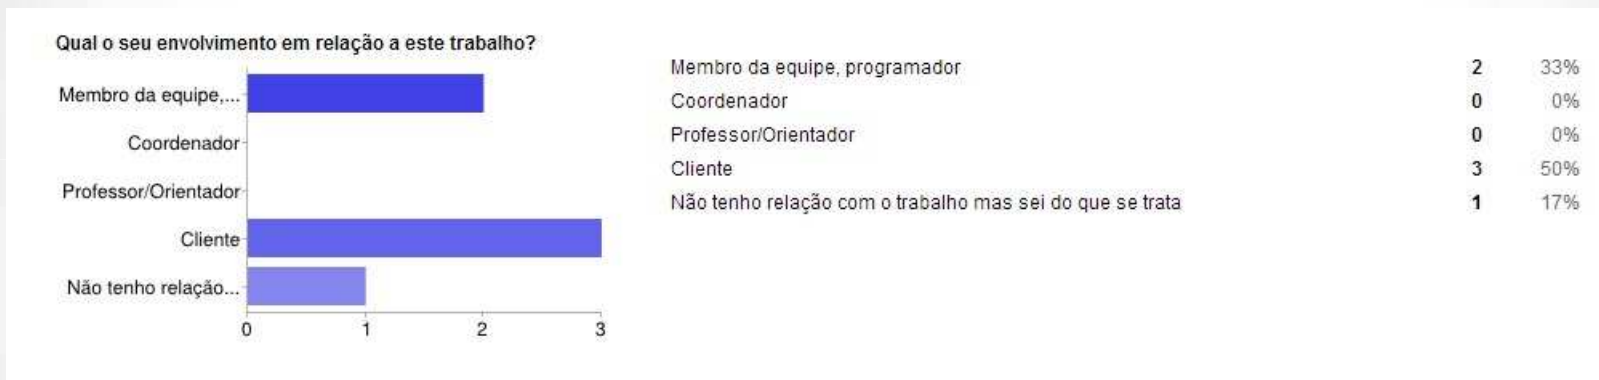 Qual o seu envolvimento em relação a este trabalho?
Membro da equipe,...
Coordenador
Professor/Orientador
Cliente
Não tenho relação...
0 1 2 3
Membro da equipe, programador 2 33%
Coordenador 0 0%
Professor/Orientador 0 0%
Cliente 3 50%
Não tenho relação com o trabalho mas sei do que se trata 1 17%